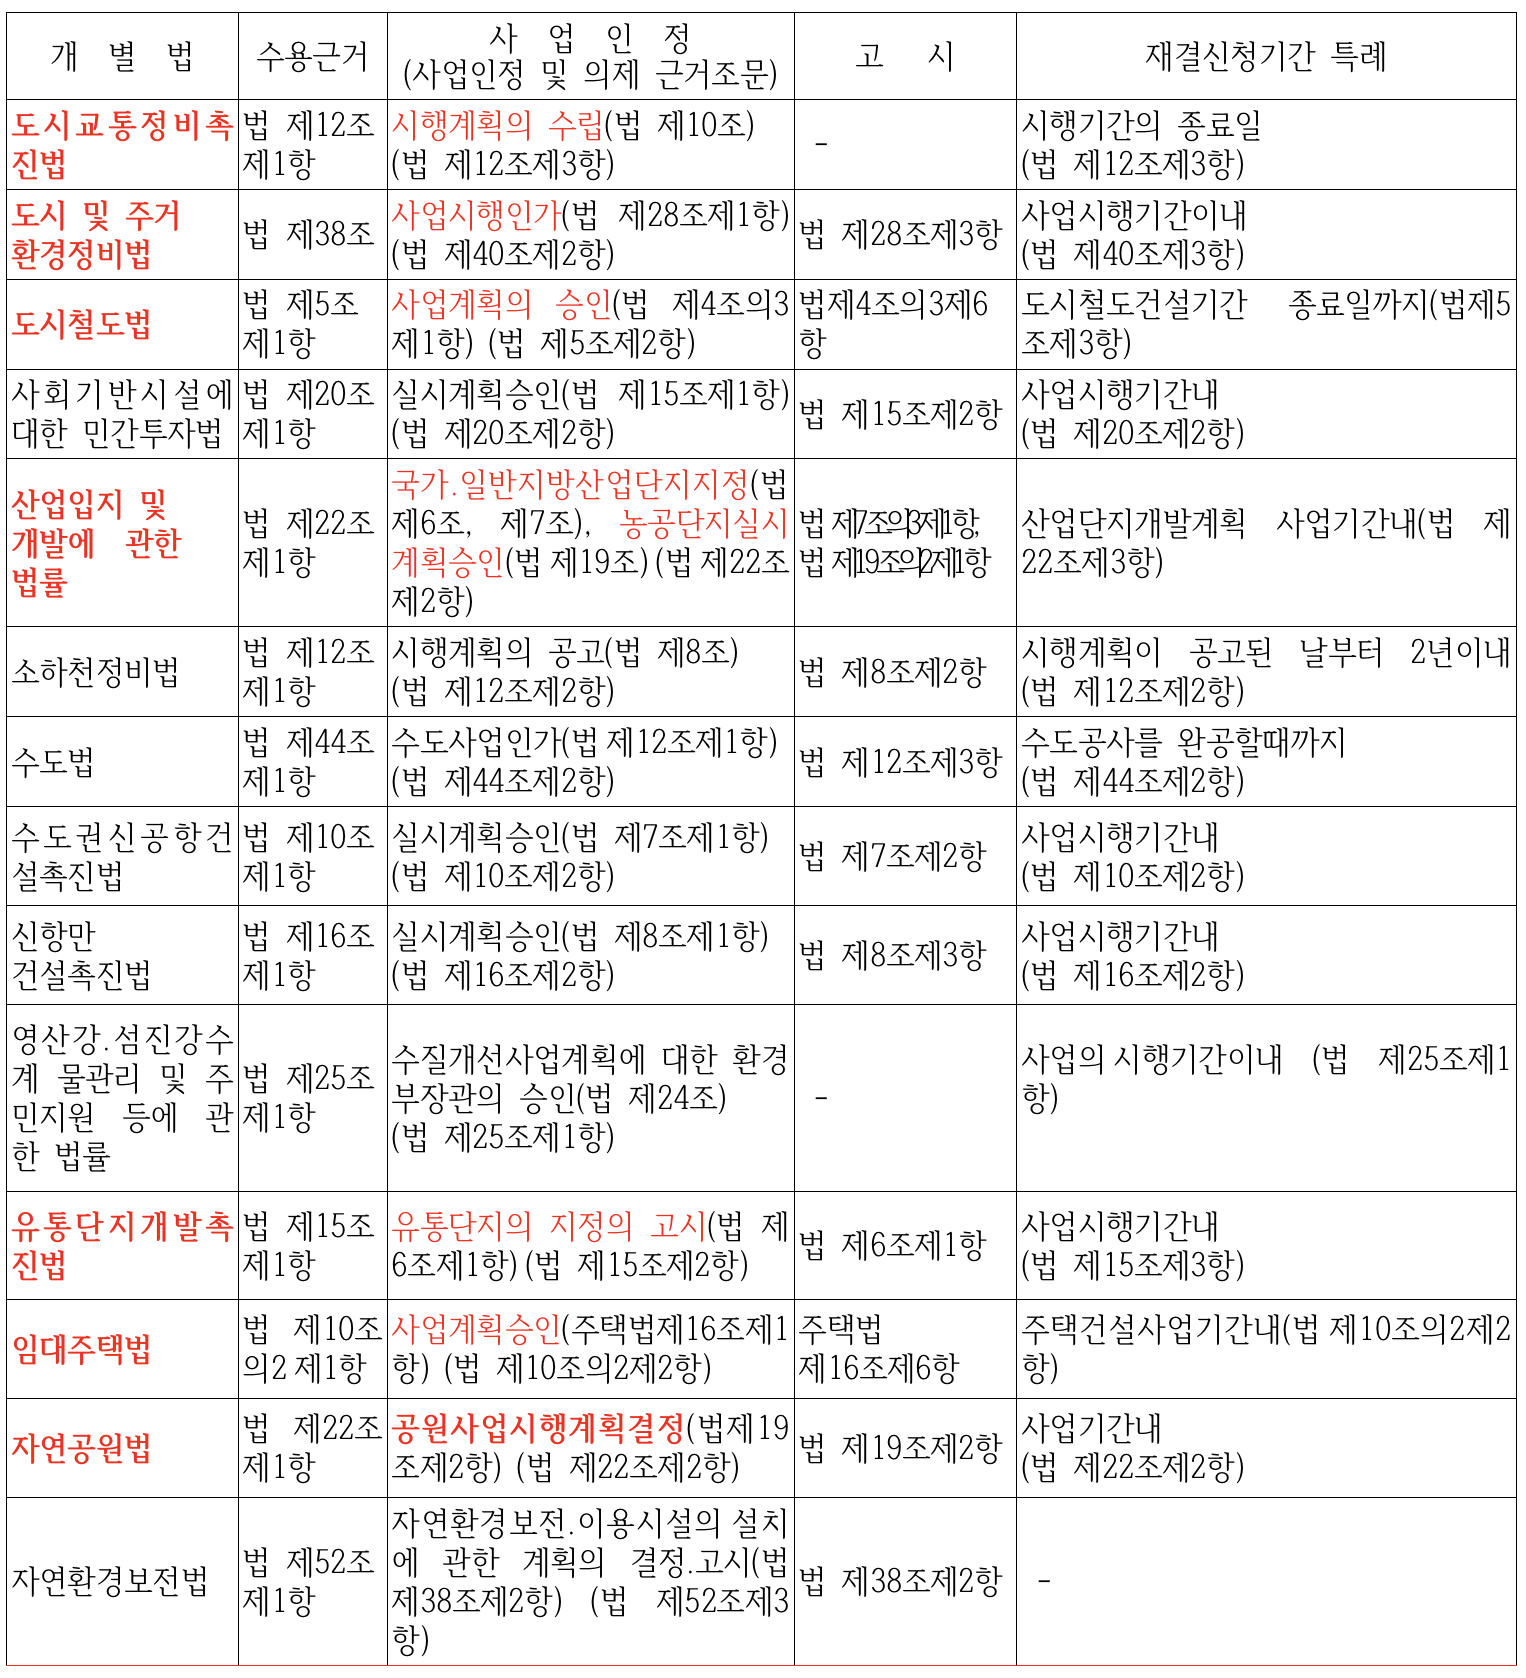 개 별 법
수용근거
사 업 인 정
(사업인정 및 의제 근거조문)
고 시
재결신청기간 특례
도시교통정비촉
진법
법 제12조
제1항
시행계획의 수립(법 제10조)
(법 제12조제3항)
-
시행기간의 종료일
(법 제12조제3항)
도시 및 주거
환경정비법
법 제38조
사업시행인가(법 제28조제1항)
(법 제40조제2항)
법 제28조제3항
사업시행기간이내
(법 제40조제3항)
도시철도법
법 제5조
제1항
사업계획의 승인(법 제4조의3
제1항) (법 제5조제2항)
법제4조의3제6
항
도시철도건설기간 종료일까지(법제5
조제3항)
사회기반시설에
대한 민간투자법
법 제20조
제1항
실시계획승인(법 제15조제1항)
(법 제20조제2항)
법 제15조제2항
사업시행기간내
(법 제20조제2항)
산업입지 및
개발에 관한
법률
법 제22조
제1항
국가.일반지방산업단지지정(법
제6조, 제7조), 농공단지실시
계획승인(법 제19조) (법 제22조
제2항)
법 제7조의3제1항,
법 제19조의2제1항
산업단지개발계획 사업기간내(법 제
22조제3항)
소하천정비법
법 제12조
제1항
시행계획의 공고(법 제8조)
(법 제12조제2항)
법 제8조제2항
시행계획이 공고된 날부터 2년이내
(법 제12조제2항)
수도법
법 제44조
제1항
수도사업인가(법 제12조제1항)
(법 제44조제2항)
법 제12조제3항
수도공사를 완공할때까지
(법 제44조제2항)
수도권신공항건
설촉진법
법 제10조
제1항
실시계획승인(법 제7조제1항)
(법 제10조제2항)
법 제7조제2항
사업시행기간내
(법 제10조제2항)
신항만
건설촉진법
법 제16조
제1항
실시계획승인(법 제8조제1항)
(법 제16조제2항)
법 제8조제3항
사업시행기간내
(법 제16조제2항)
영산강.섬진강수
계 물관리 및 주
민지원 등에 관
한 법률
법 제25조
제1항
수질개선사업계획에 대한 환경
부장관의 승인(법 제24조)
(법 제25조제1항)
-
사업의 시행기간이내 (법 제25조제1
항)
유통단지개발촉
진법
법 제15조
제1항
유통단지의 지정의 고시(법 제
6조제1항) (법 제15조제2항)
법 제6조제1항
사업시행기간내
(법 제15조제3항)
임대주택법
법 제10조
의2 제1항
사업계획승인(주택법제16조제1
항) (법 제10조의2제2항)
주택법
제16조제6항
주택건설사업기간내(법 제10조의2제2
항)
자연공원법
법 제22조
제1항
공원사업시행계획결정(법제19
조제2항) (법 제22조제2항)
법 제19조제2항
사업기간내
(법 제22조제2항)
자연환경보전법
법 제52조
제1항
자연환경보전.이용시설의 설치
에 관한 계획의 결정.고시(법
제38조제2항) (법 제52조제3
항)
법 제38조제2항
-